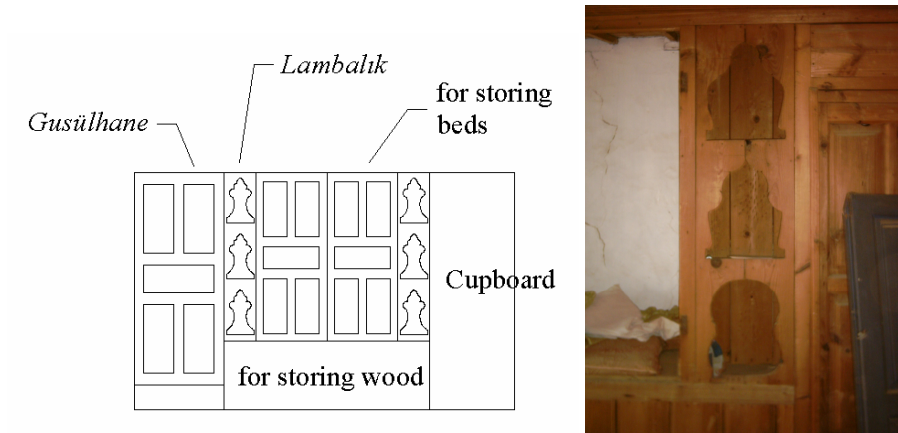 Lambalık
for storing
beds
Gusülhane
Cupboard
for storing wood